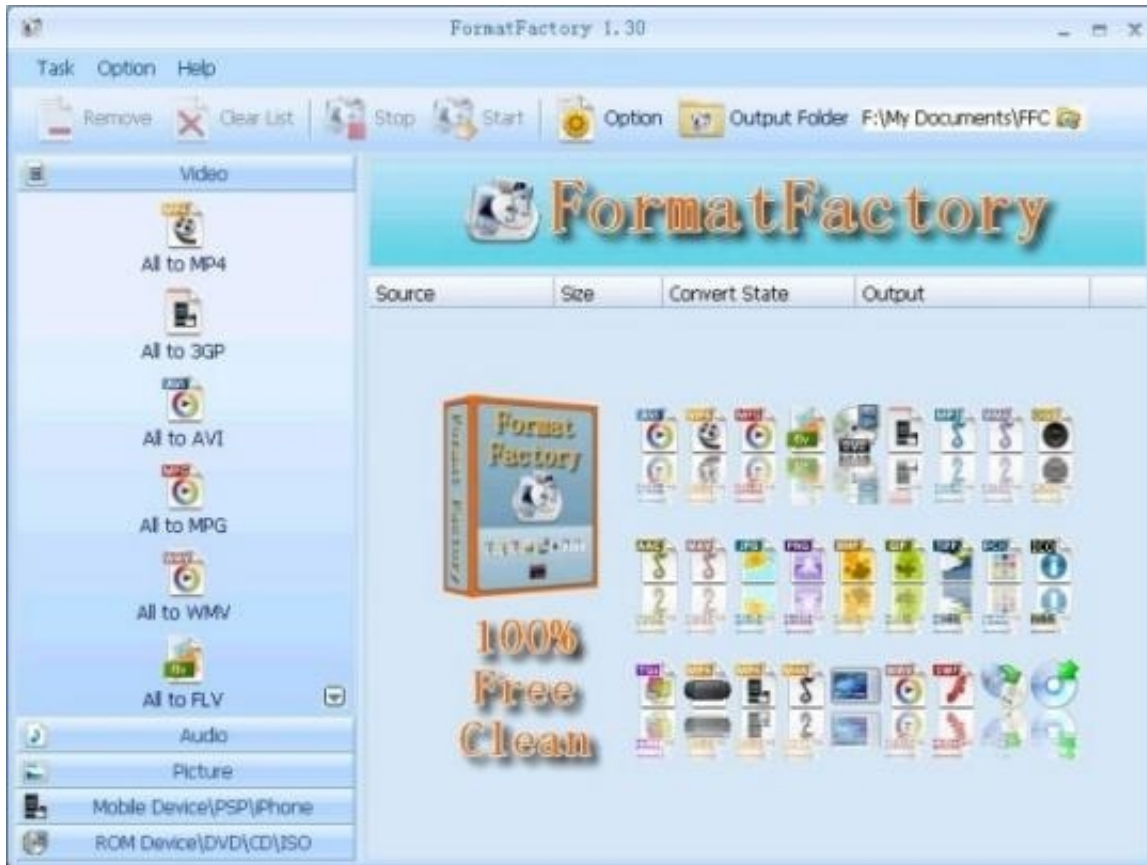 FormatFactory 1.30
Task Option Help
Remove Clear List Stop Start Option Output Folder F:\My Documents\FFC
Video
All to MP4
All to 3GP
All to AVI
All to MPG
All to WMV
All to FLV
Audio
Picture
Mobile Device\PSP\iPhone
ROM Device\DVD\CD\ISO
FormatFactory
Source Size Convert State Output
Format
Factory
Format Factory
100%
Free
Clean